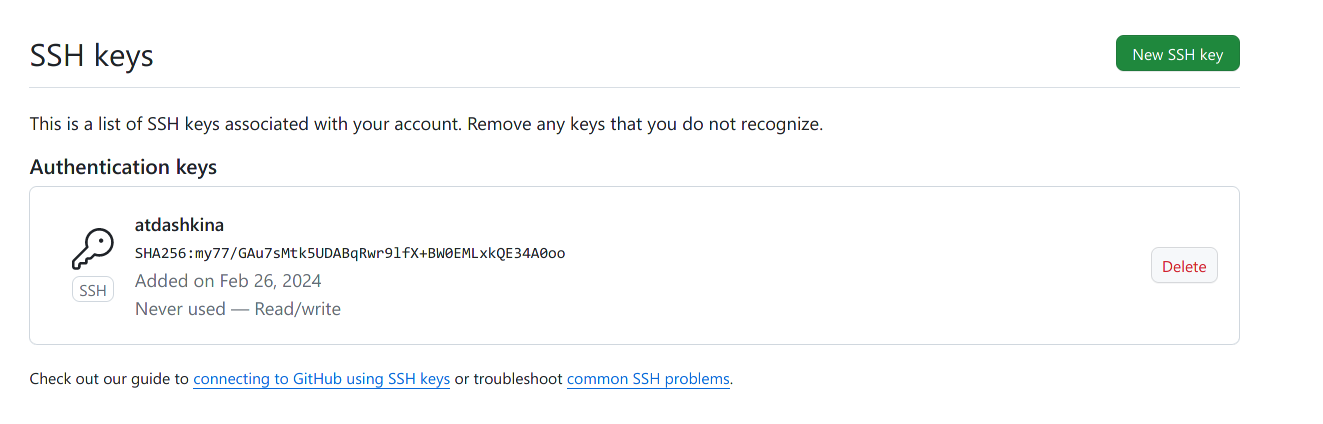 SSH keys
New SSH key
This is a list of SSH keys associated with your account. Remove any keys that you do not recognize.
Authentication keys
atdashkina
SHA256:my77/GAu7sMtk5UDABqRwr9lfX+BW0EMLxkQE34A0oo
Added on Feb 26, 2024
Never used — Read/write
SSH
Delete
Check out our guide to connecting to GitHub using SSH keys or troubleshoot common SSH problems.